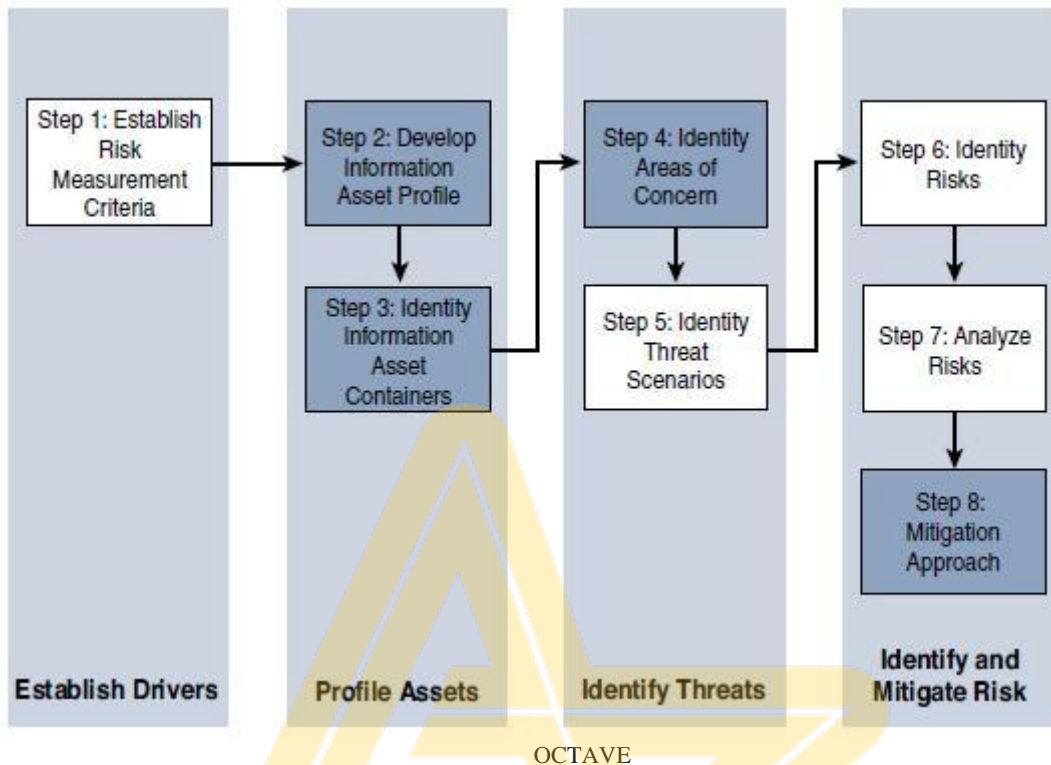 Step 1: Establish
Risk
Measurement
Criteria
Step 2: Develop
Information
Asset Profile
Step 3: Identity
Information
Asset
Containers
Step 4: Identity
Areas of
Concern
Step 5: Identity
Threat
Scenarios
Step 6: Identity
Risks
Step 7: Analyze
Risks
Step 8:
Mitigation
Approach
Establish Drivers
Profile Assets
Identify Threats
Identify and
Mitigate Risk
OCTAVE